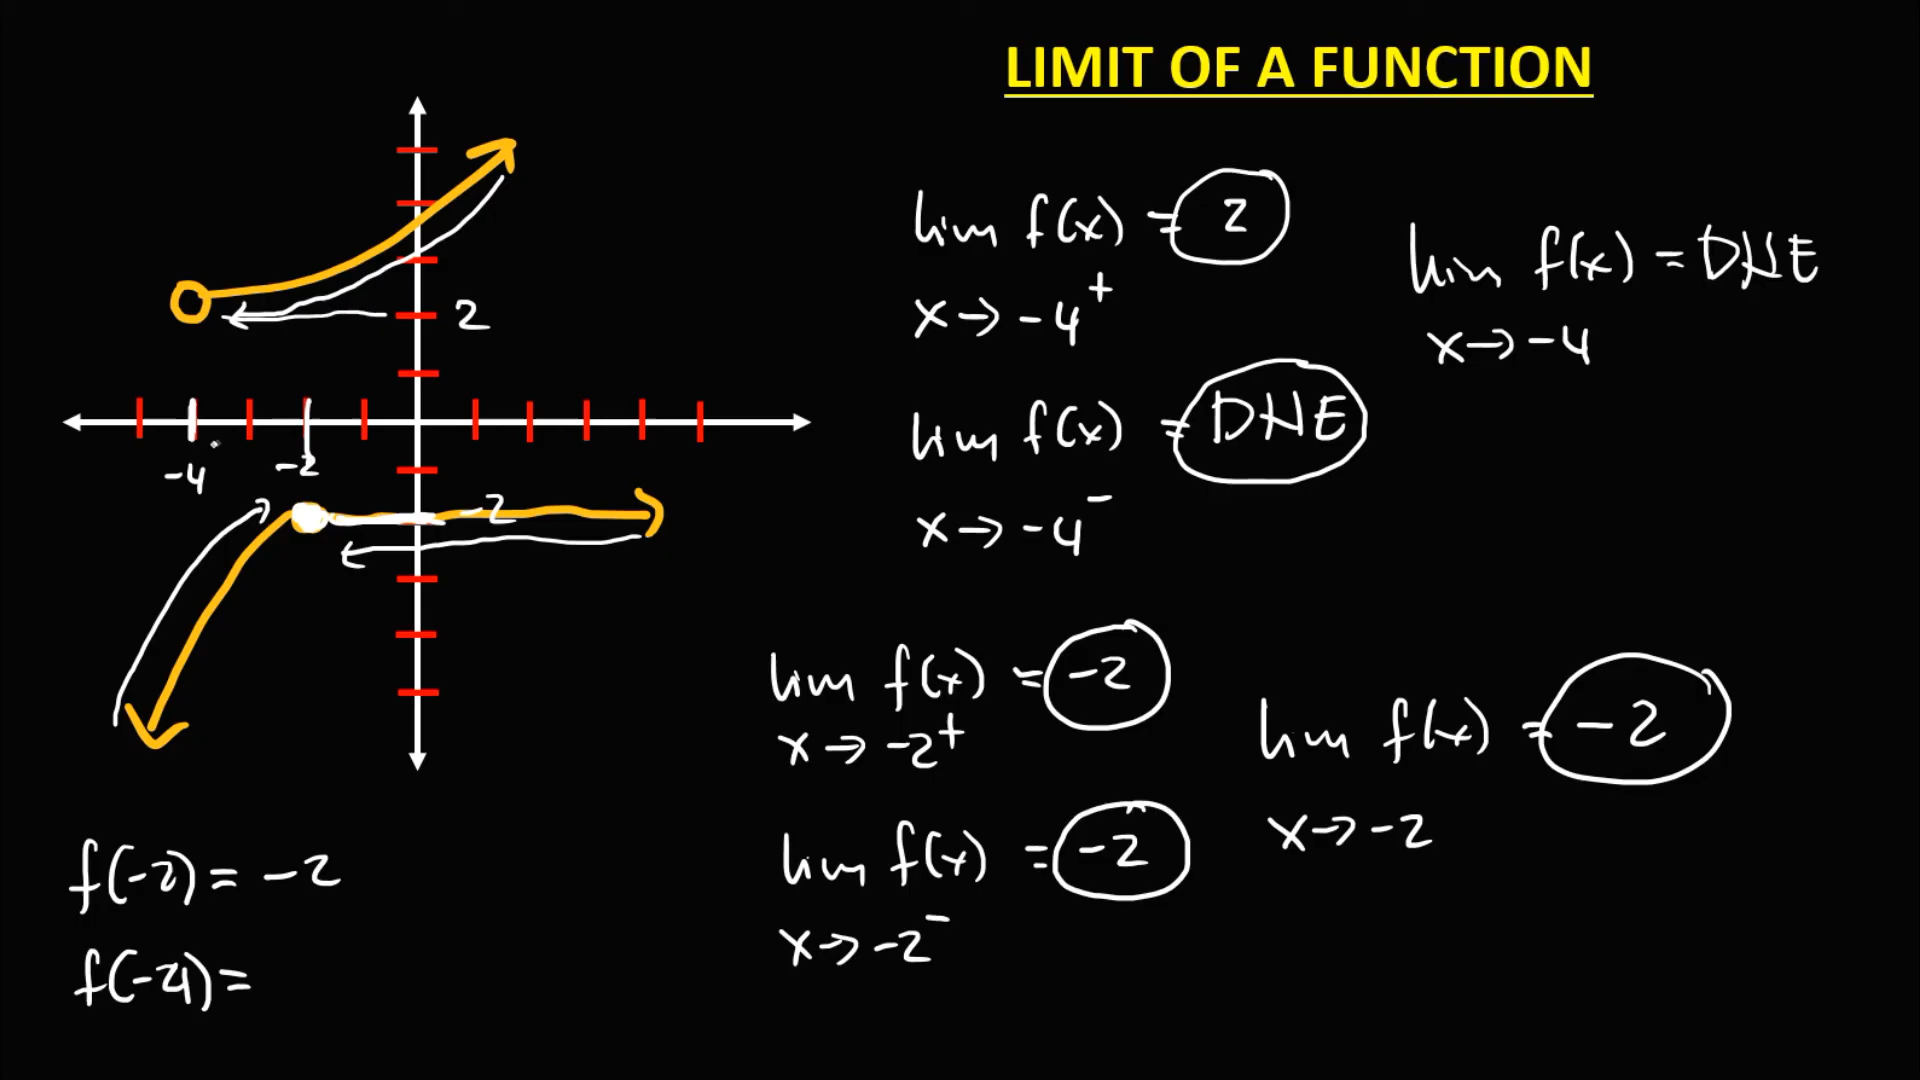 LIMIT OF A FUNCTION
2
-4
-2
-2
lim f(x) = 2
x → -4⁺
lim f(x) = DNE
x → -4
lim f(x) = DNE
x → -4⁻
lim f(x) = -2
x → -2⁺
lim f(x) = -2
x → -2
lim f(x) = -2
x → -2⁻
f(-2) = -2
f(-4) =